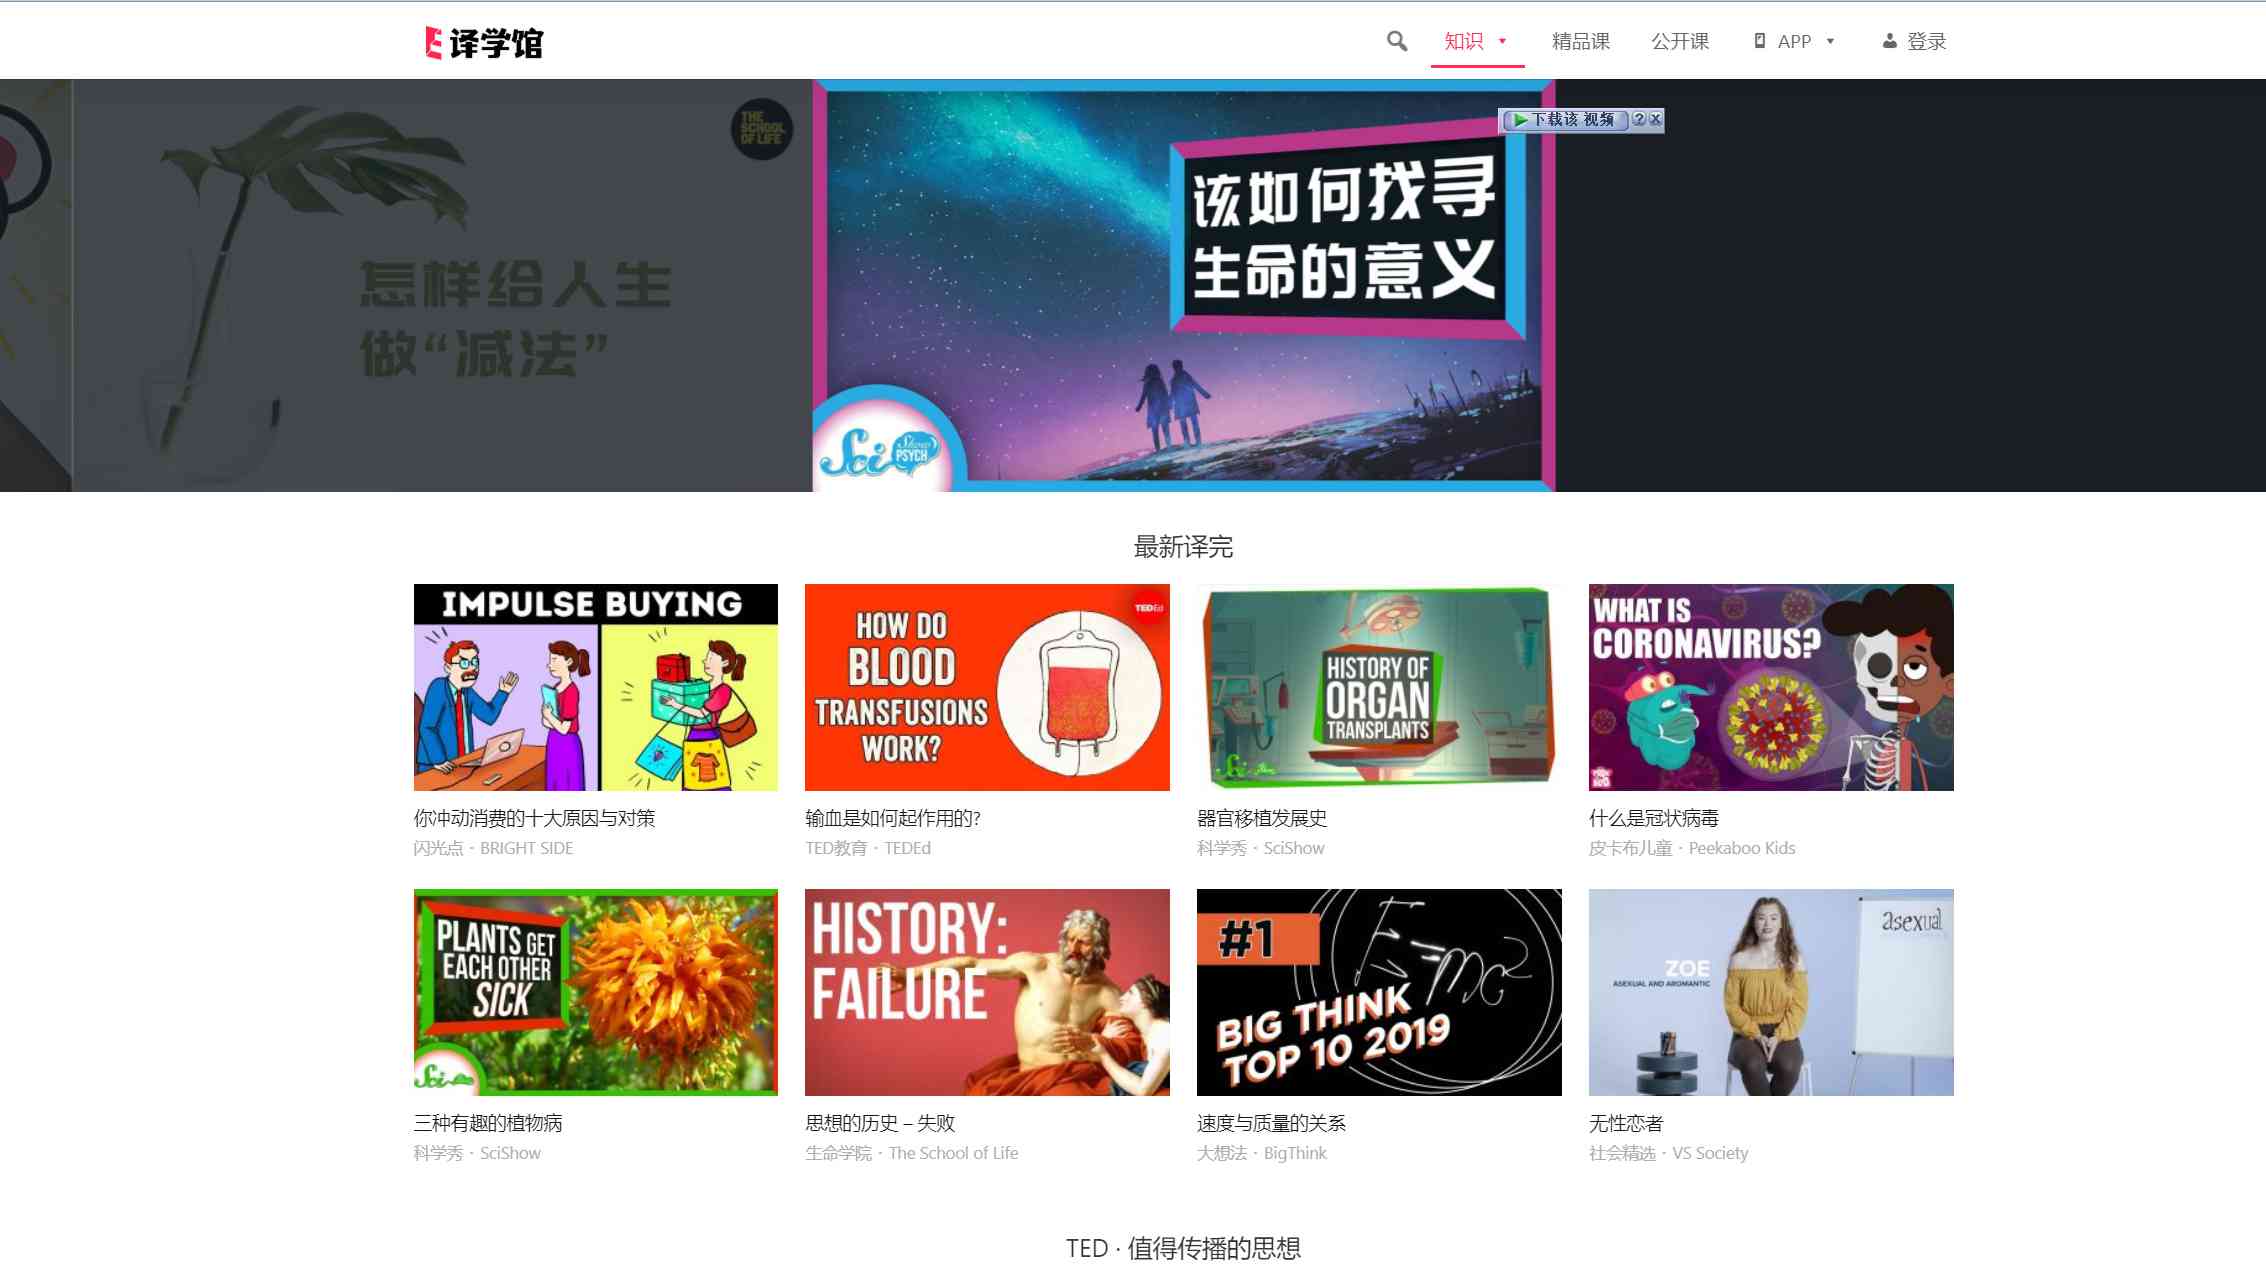 译学馆
知识
精品课
公开课
APP
登录
THE
SCHOOL
OF LIFE
怎样给人生
做“减法”
下载该 视频
该如何找寻
生命的意义
Sci
Show
PSYCH
最新译完
IMPULSE BUYING
HOW DO
BLOOD
TRANSFUSIONS
WORK?
TEDEd
HISTORY OF
ORGAN
TRANSPLANTS
Sci
WHAT IS
CORONAVIRUS?
你冲动消费的十大原因与对策
闪光点 · BRIGHT SIDE
输血是如何起作用的?
TED教育 · TEDEd
器官移植发展史
科学秀 · SciShow
什么是冠状病毒
皮卡布儿童 · Peekaboo Kids
PLANTS GET
EACH OTHER
SICK
Sci
HISTORY:
FAILURE
#1
E=mc2
BIG THINK
TOP 10 2019
asexual
ZOE
ASEXUAL AND AROMANTIC
三种有趣的植物病
科学秀 · SciShow
思想的历史 – 失败
生命学院 · The School of Life
速度与质量的关系
大想法 · BigThink
无性恋者
社会精选 · VS Society
TED · 值得传播的思想